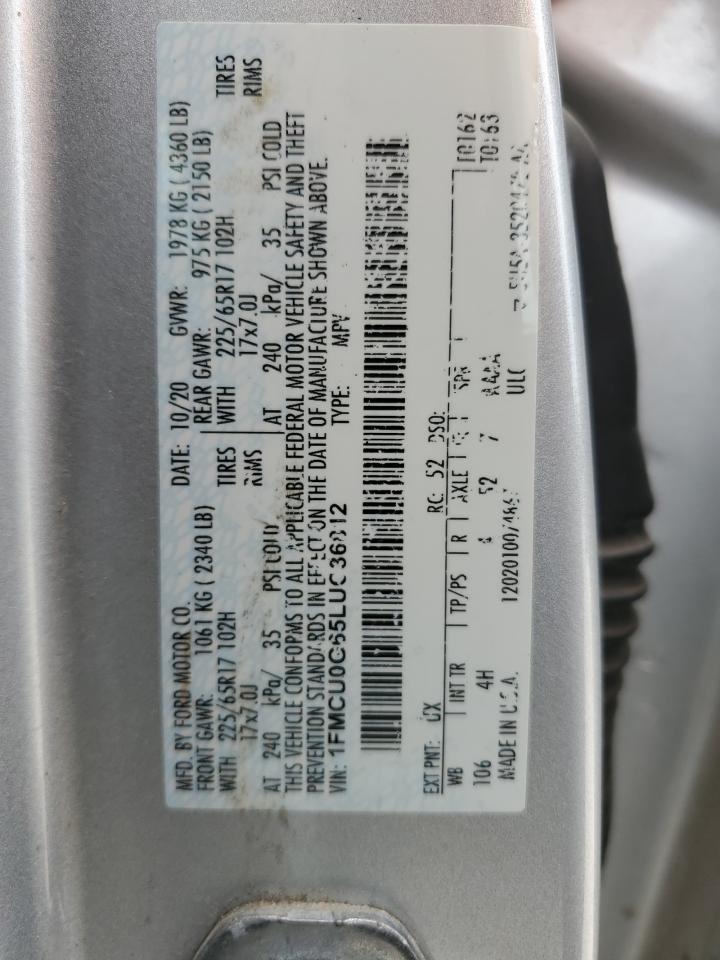 MFD. BY FORD MOTOR CO.
DATE: 10/20 GVWR: 1978 KG ( 4360 LB)
FRONT GAWR: 1061 KG ( 2340 LB) REAR GAWR: 975 KG ( 2150 LB)
WITH 225/65R17 102H TIRES WITH 225/65R17 102H TIRES
17x7.0J RIMS 17x7.0J RIMS
AT 240 kPa/ 35 PSI COLD AT 240 kPa/ 35 PSI COLD
THIS VEHICLE CONFORMS TO ALL APPLICABLE FEDERAL MOTOR VEHICLE SAFETY AND THEFT
PREVENTION STANDARDS IN EFFECT ON THE DATE OF MANUFACTURE SHOWN ABOVE.
VIN: TYPE: MPV
EXT PNT: UX RC: 52 DSO:
WB INT TR TP/PS R AXLE SPR T0162
106 4H 4 52 7 T0163
MADE IN U.S.A. ULC